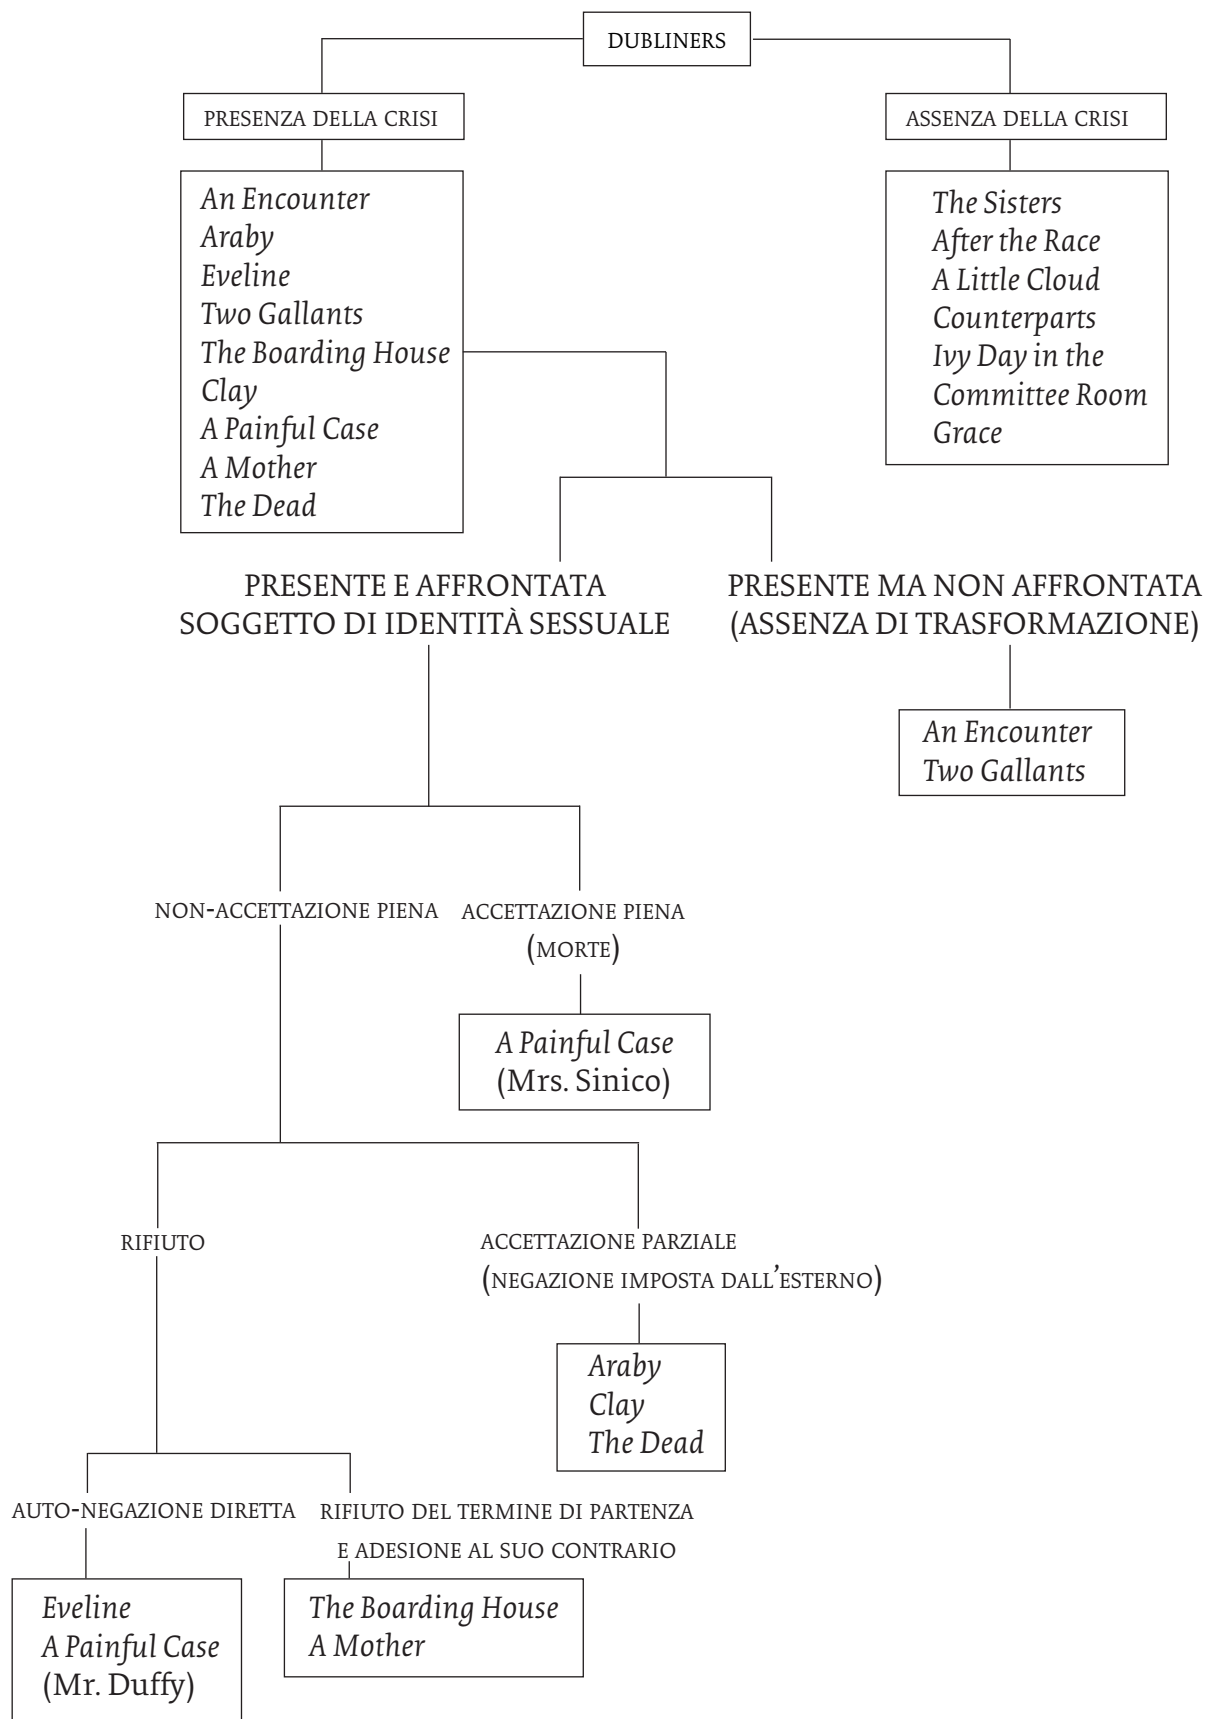 DUBLINERS
PRESENZA DELLA CRISI
ASSENZA DELLA CRISI
An Encounter
Araby
Eveline
Two Gallants
The Boarding House
Clay
A Painful Case
A Mother
The Dead
The Sisters
After the Race
A Little Cloud
Counterparts
Ivy Day in the
Committee Room
Grace
PRESENTE E AFFRONTATA
SOGGETTO DI IDENTITÀ SESSUALE
PRESENTE MA NON AFFRONTATA
(ASSENZA DI TRASFORMAZIONE)
An Encounter
Two Gallants
NON-ACCETTAZIONE PIENA
ACCETTAZIONE PIENA
(MORTE)
A Painful Case
(Mrs. Sinico)
RIFIUTO
ACCETTAZIONE PARZIALE
(NEGAZIONE IMPOSTA DALL'ESTERNO)
Araby
Clay
The Dead
AUTO-NEGAZIONE DIRETTA
RIFIUTO DEL TERMINE DI PARTENZA
E ADESIONE AL SUO CONTRARIO
Eveline
A Painful Case
(Mr. Duffy)
The Boarding House
A Mother